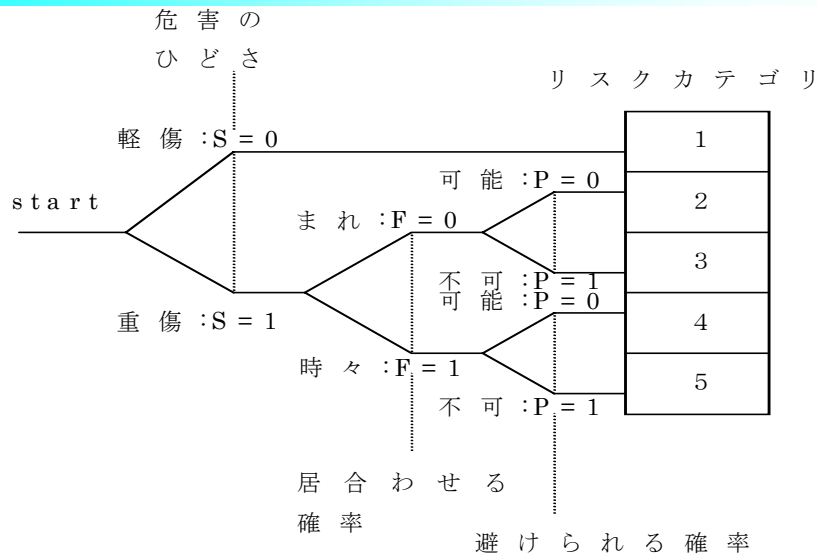 危害の
ひどさ
リスクカテゴリ
軽傷:S=0
1
可能:P=0
start
2
まれ:F=0
3
不可:P=1
可能:P=0
重傷:S=1
4
時々:F=1
5
不可:P=1
居合わせる
確率
避けられる確率